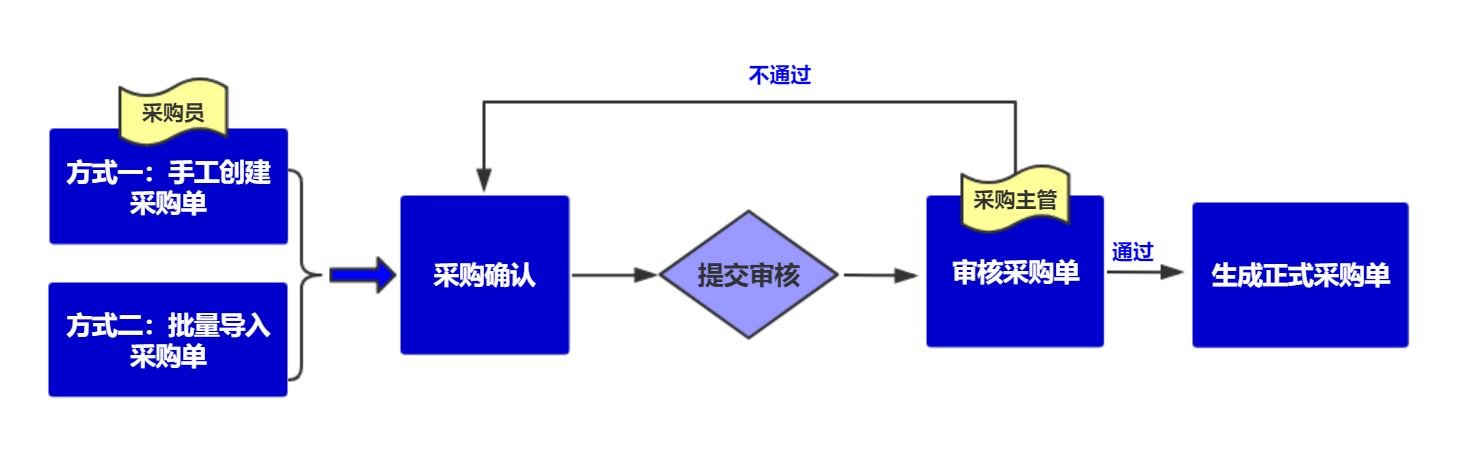 不通过
采购员
方式一：手工创建
采购单
方式二：批量导入
采购单
采购确认
提交审核
采购主管
审核采购单
通过
生成正式采购单